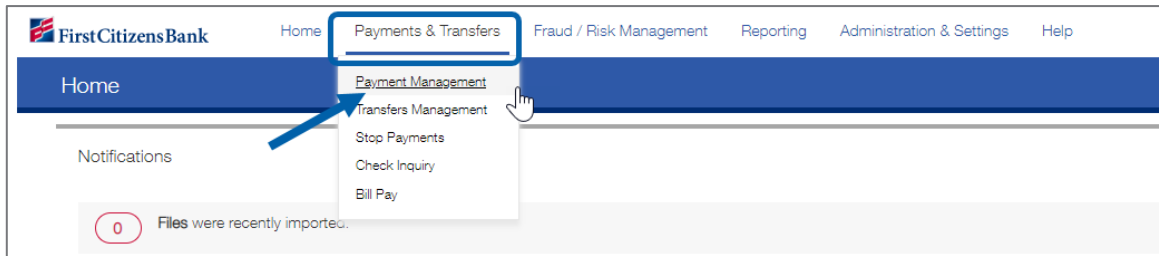 First Citizens Bank Home Payments & Transfers Fraud / Risk Management Reporting Administration & Settings Help
Home
Payment Management
Transfers Management
Stop Payments
Check Inquiry
Bill Pay
Notifications
0 Files were recently imported.